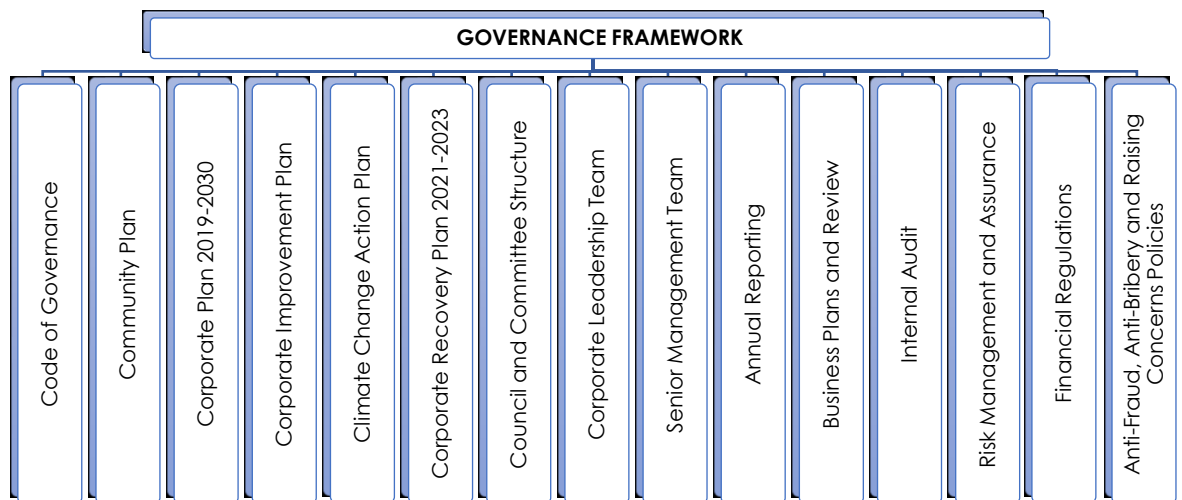 GOVERNANCE FRAMEWORK
Code of Governance
Community Plan
Corporate Plan 2019-2030
Corporate Improvement Plan
Climate Change Action Plan
Corporate Recovery Plan 2021-2023
Council and Committee Structure
Corporate Leadership Team
Senior Management Team
Annual Reporting
Business Plans and Review
Internal Audit
Risk Management and Assurance
Financial Regulations
Anti-Fraud, Anti-Bribery and Raising
Concerns Policies